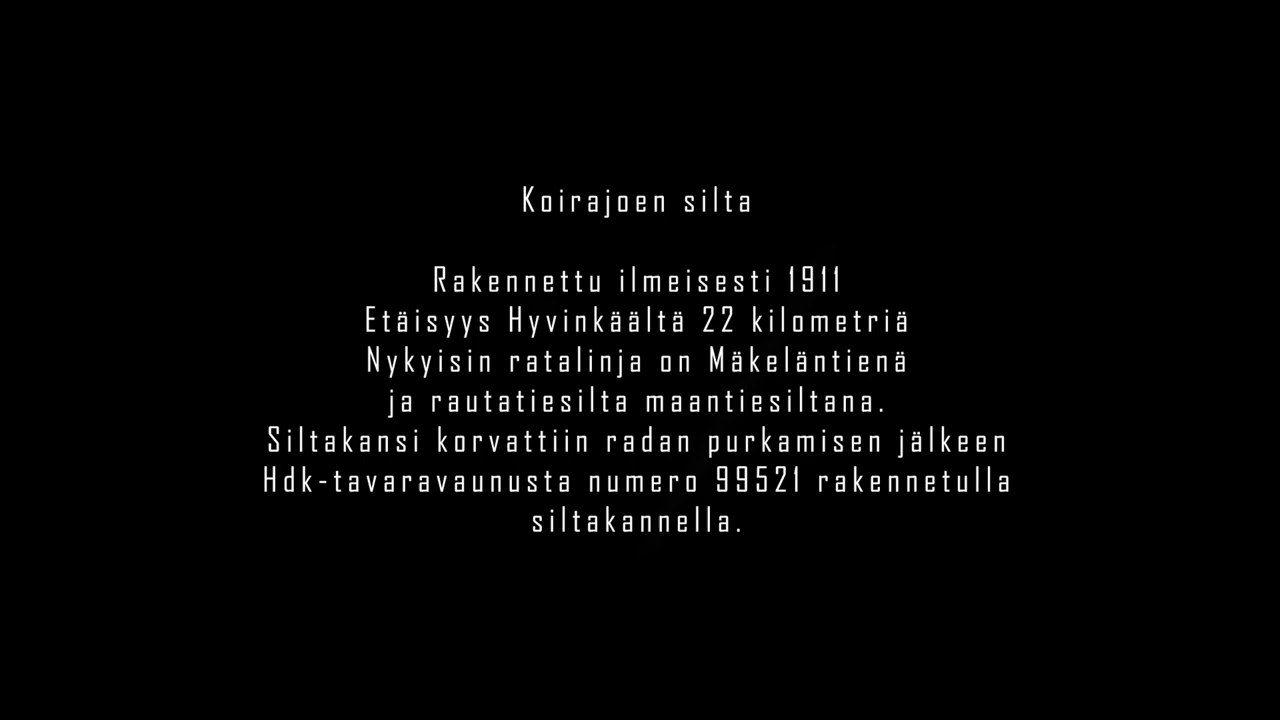 Koirajoen silta
Rakennettu ilmeisesti 1911
Etäisyys Hyvinkäältä 22 kilometriä
Nykyisin ratalinja on Mäkeläntienä
ja rautatiesilta maantiesiltana.
Siltakansi korvattiin radan purkamisen jälkeen
Hdk-tavaravaunusta numero 99521 rakennetulla
siltakannella.